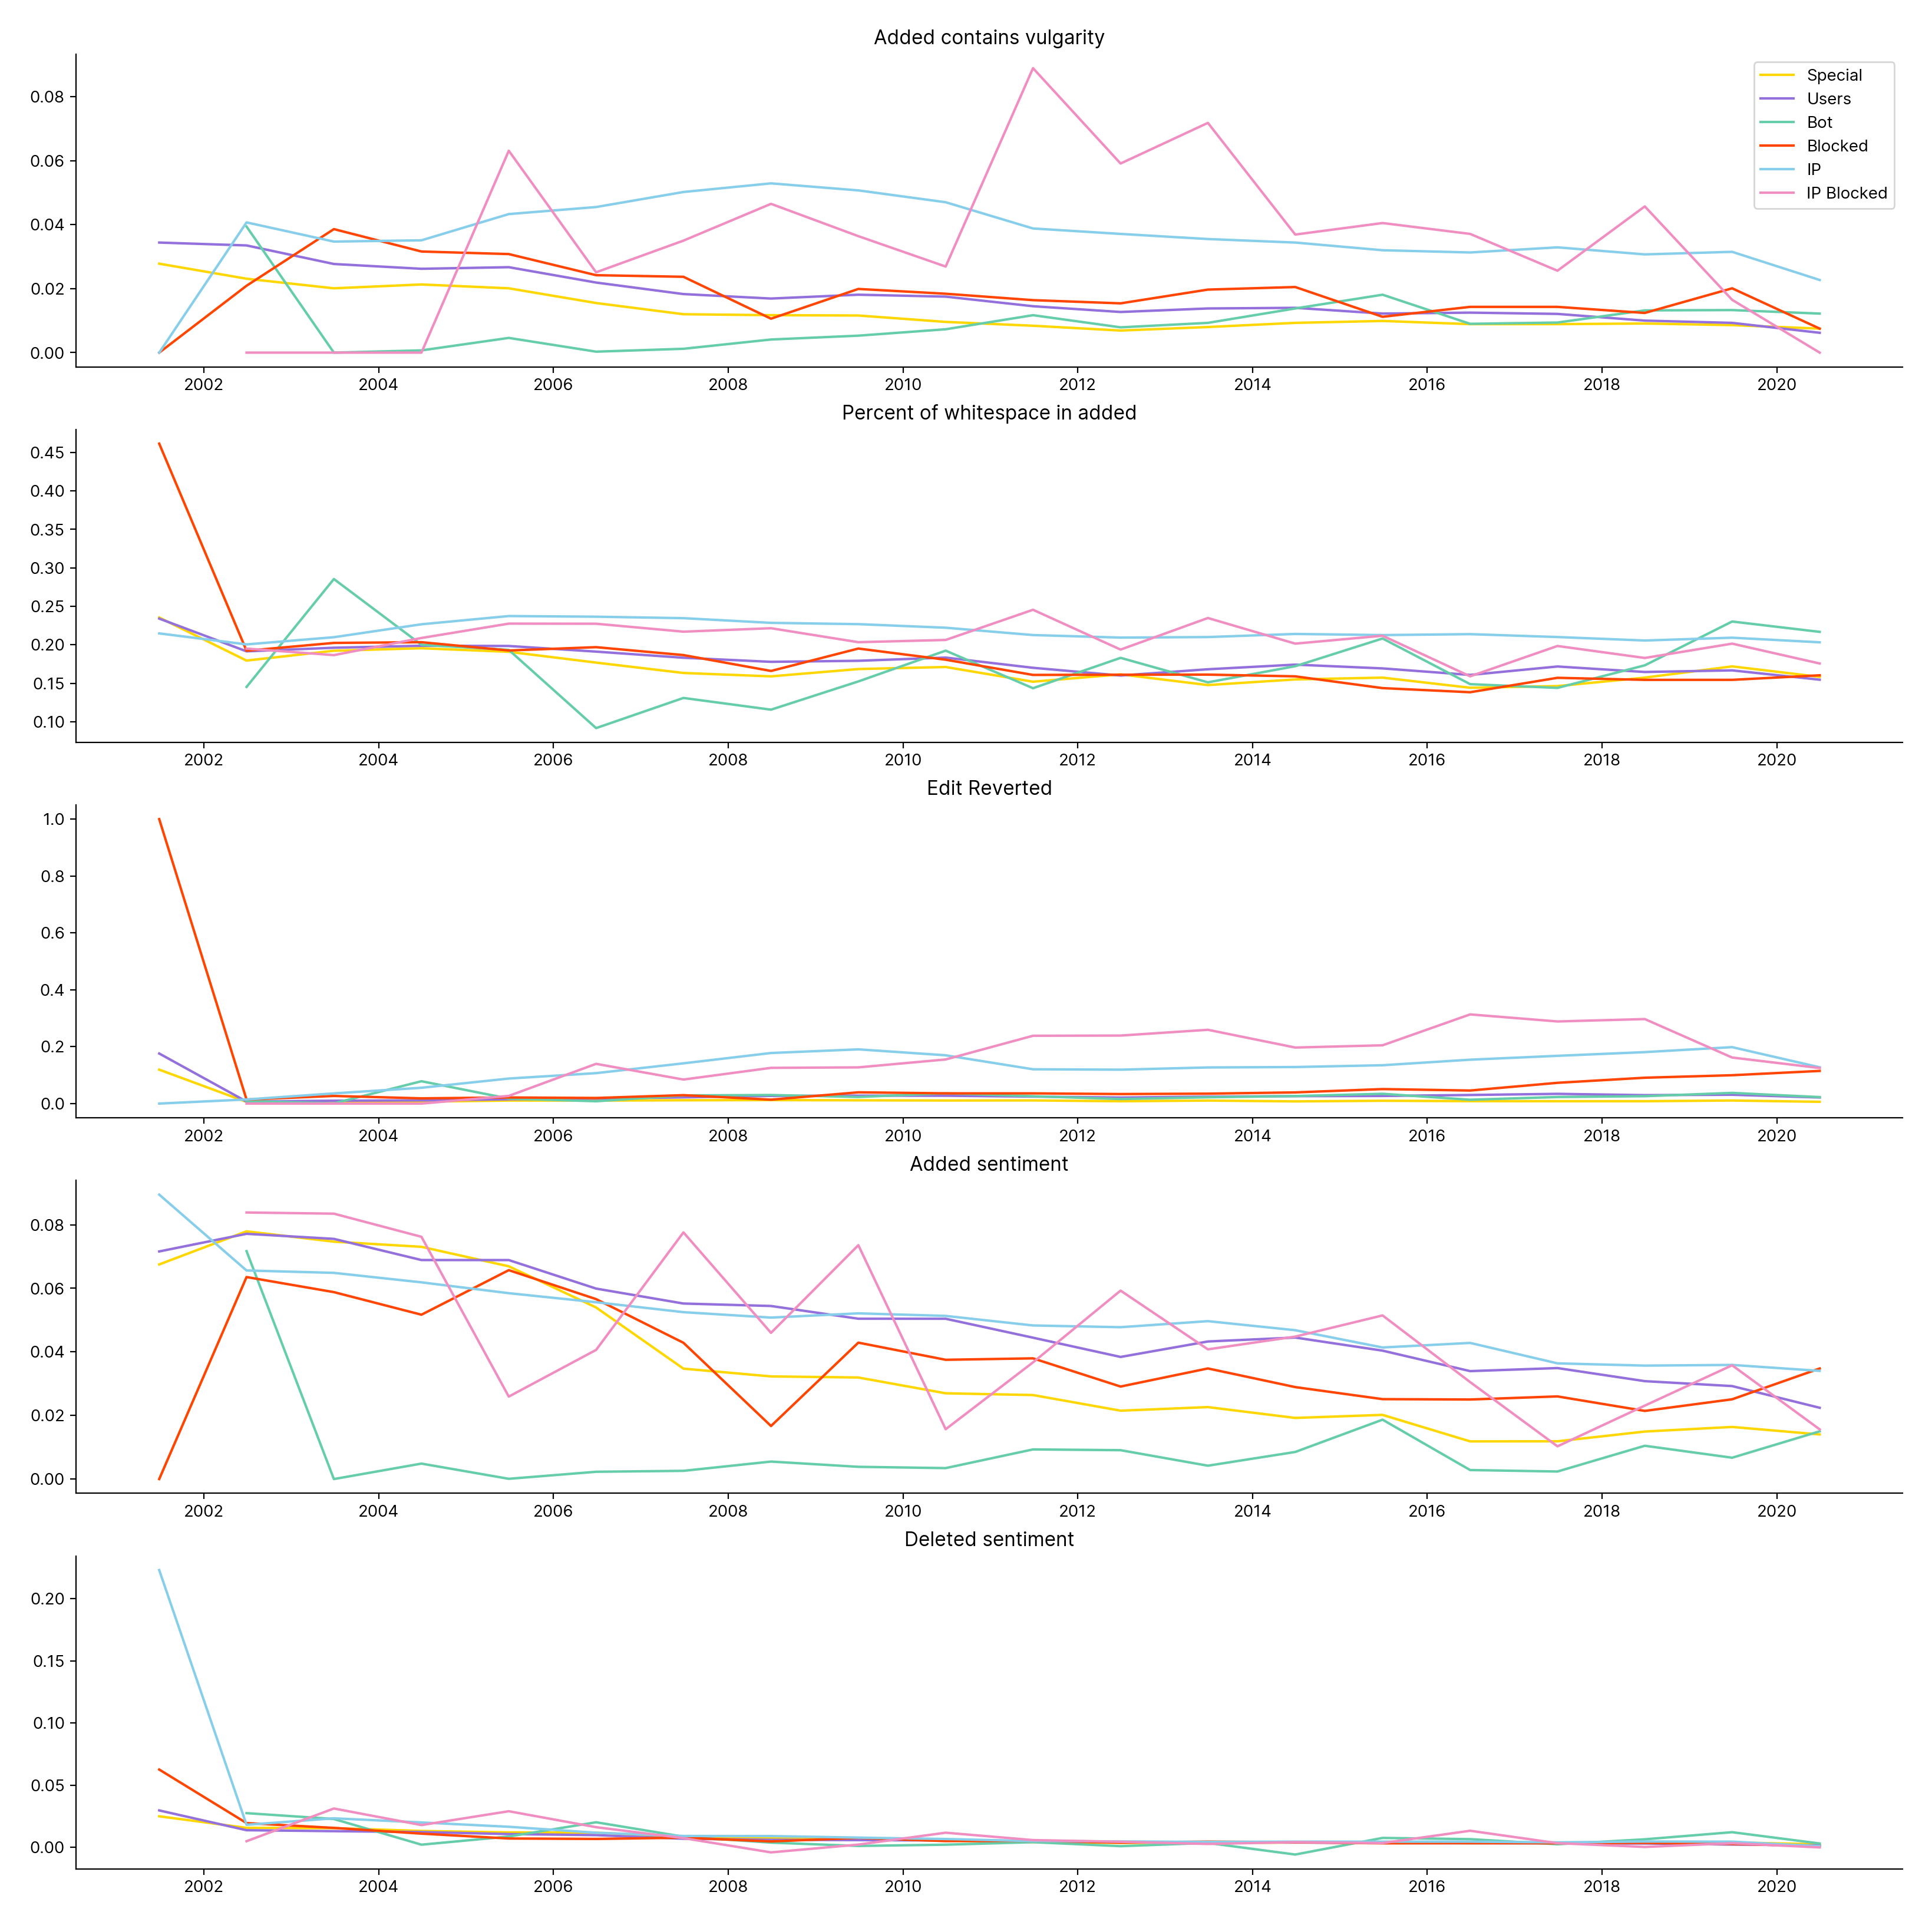 Added contains vulgarity
0.08
0.06
0.04
0.02
0.00
Special
Users
Bot
Blocked
IP
IP Blocked
2002 2004 2006 2008 2010 2012 2014 2016 2018 2020
Percent of whitespace in added
0.45
0.40
0.35
0.30
0.25
0.20
0.15
0.10
2002 2004 2006 2008 2010 2012 2014 2016 2018 2020
Edit Reverted
1.0
0.8
0.6
0.4
0.2
0.0
2002 2004 2006 2008 2010 2012 2014 2016 2018 2020
Added sentiment
0.08
0.06
0.04
0.02
0.00
2002 2004 2006 2008 2010 2012 2014 2016 2018 2020
Deleted sentiment
0.20
0.15
0.10
0.05
0.00
2002 2004 2006 2008 2010 2012 2014 2016 2018 2020